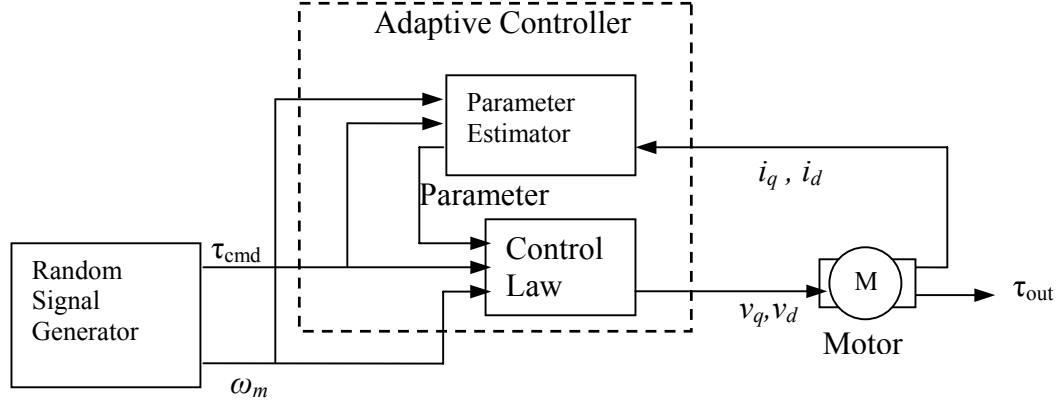 Adaptive Controller
Parameter
Estimator
i_q , i_d
Parameter
Control
Law
τ_cmd
Random
Signal
Generator
M
τ_out
v_q,v_d
Motor
ω_m